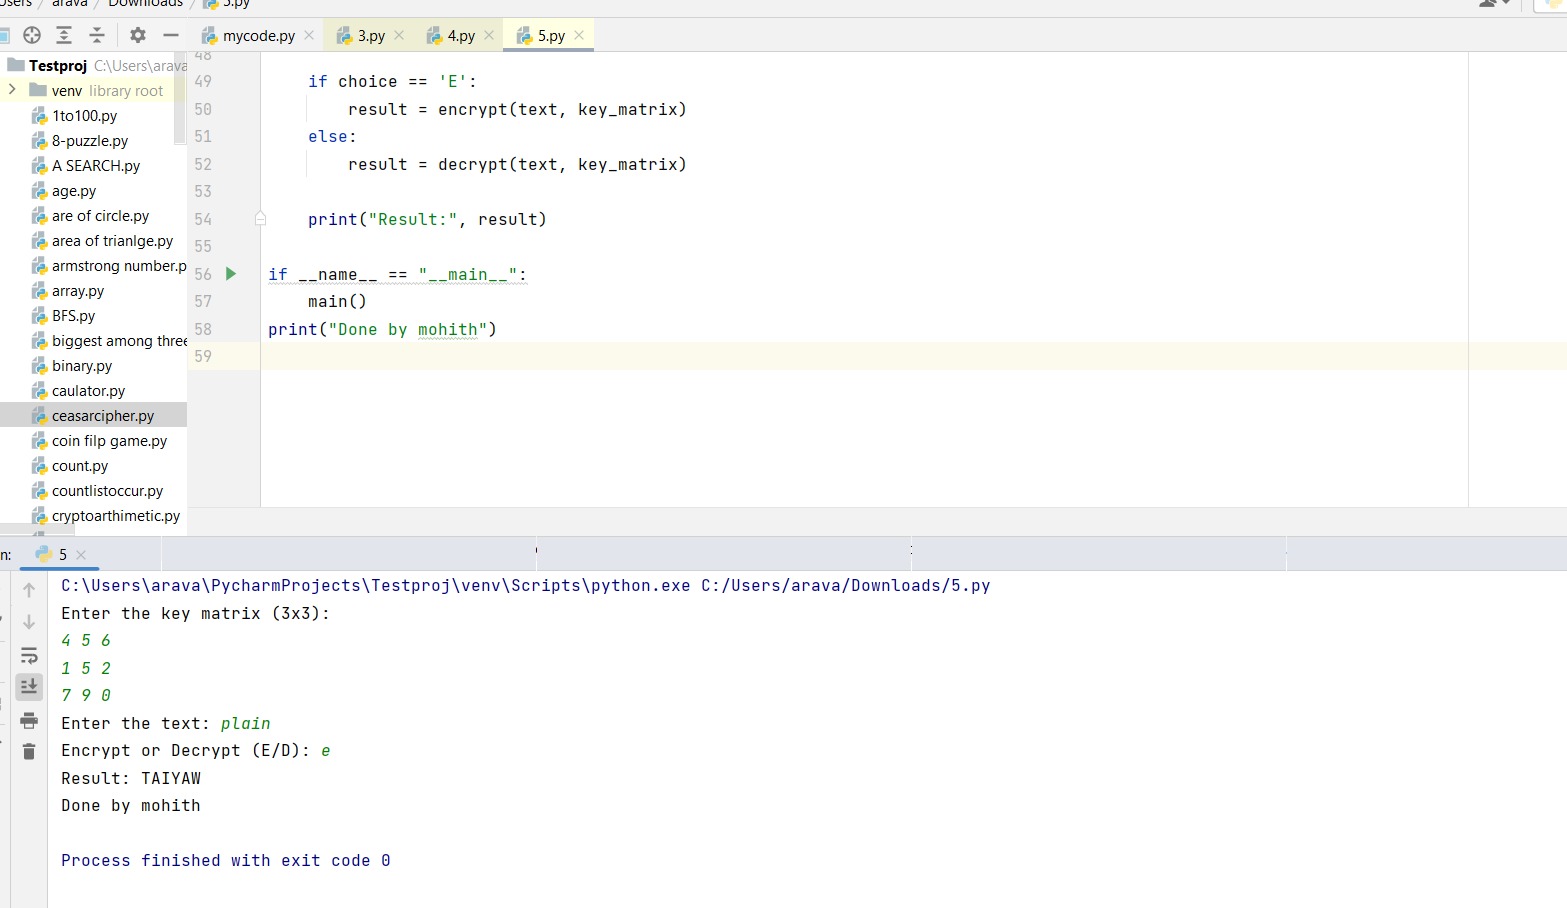 arava / Downloads / 5.py
mycode.py
3.py
4.py
5.py
Testproj C:\Users\arava
venv library root
1to100.py
8-puzzle.py
A SEARCH.py
age.py
are of circle.py
area of trianlge.py
armstrong number.p
array.py
BFS.py
biggest among three
binary.py
caulator.py
ceasarcipher.py
coin filp game.py
count.py
countlistoccur.py
cryptoarthimetic.py
48
49 if choice == 'E':
50 result = encrypt(text, key_matrix)
51 else:
52 result = decrypt(text, key_matrix)
53
54 print("Result:", result)
55
56 if __name__ == "__main__":
57 main()
58 print("Done by mohith")
59
n: 5
C:\Users\arava\PycharmProjects\Testproj\venv\Scripts\python.exe C:/Users/arava/Downloads/5.py
Enter the key matrix (3x3):
4 5 6
1 5 2
7 9 0
Enter the text: plain
Encrypt or Decrypt (E/D): e
Result: TAIYAW
Done by mohith
Process finished with exit code 0